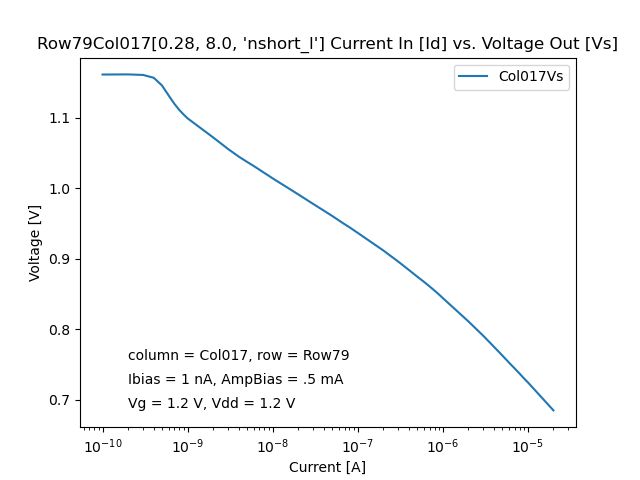 Row79Col017[0.28, 8.0, 'nshort_l'] Current In [Id] vs. Voltage Out [Vs]
Col017Vs
1.1
1.0
0.9
0.8
0.7
Voltage [V]
column = Col017, row = Row79
Ibias = 1 nA, AmpBias = .5 mA
Vg = 1.2 V, Vdd = 1.2 V
10⁻¹⁰ 10⁻⁹ 10⁻⁸ 10⁻⁷ 10⁻⁶ 10⁻⁵
Current [A]